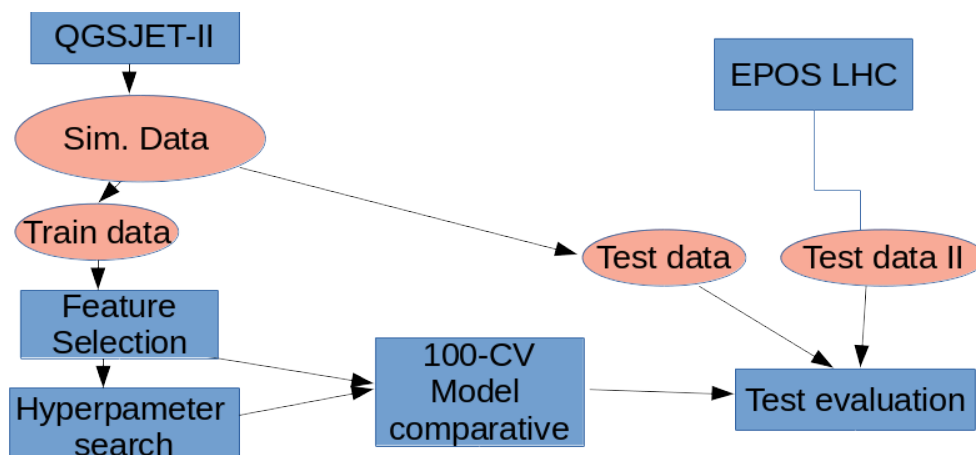 QGSJET-II
EPOS LHC
Sim. Data
Train data
Test data
Test data II
Feature
Selection
100-CV
Model
comparative
Hyperpameter
search
Test evaluation